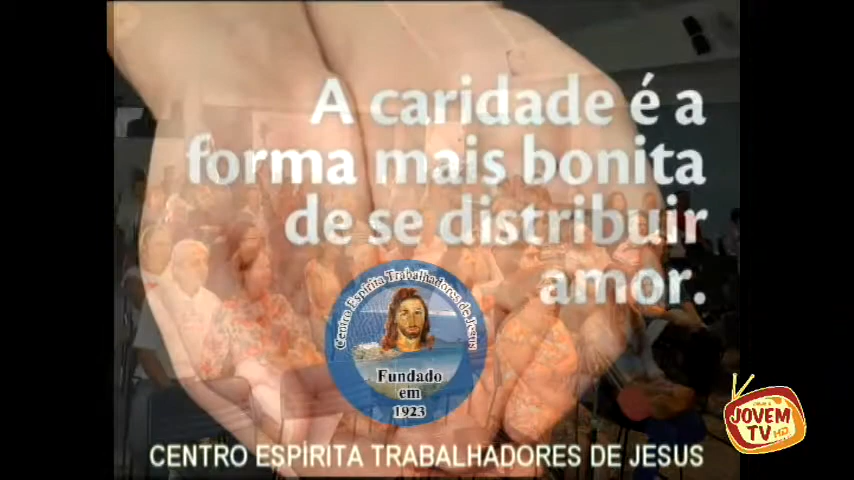 A caridade é a
forma mais bonita
de se distribuir
amor.
Centro Espírita Trabalhadores de Jesus
Fundado
em
1923
JOVEM
TV HD
CENTRO ESPÍRITA TRABALHADORES DE JESUS